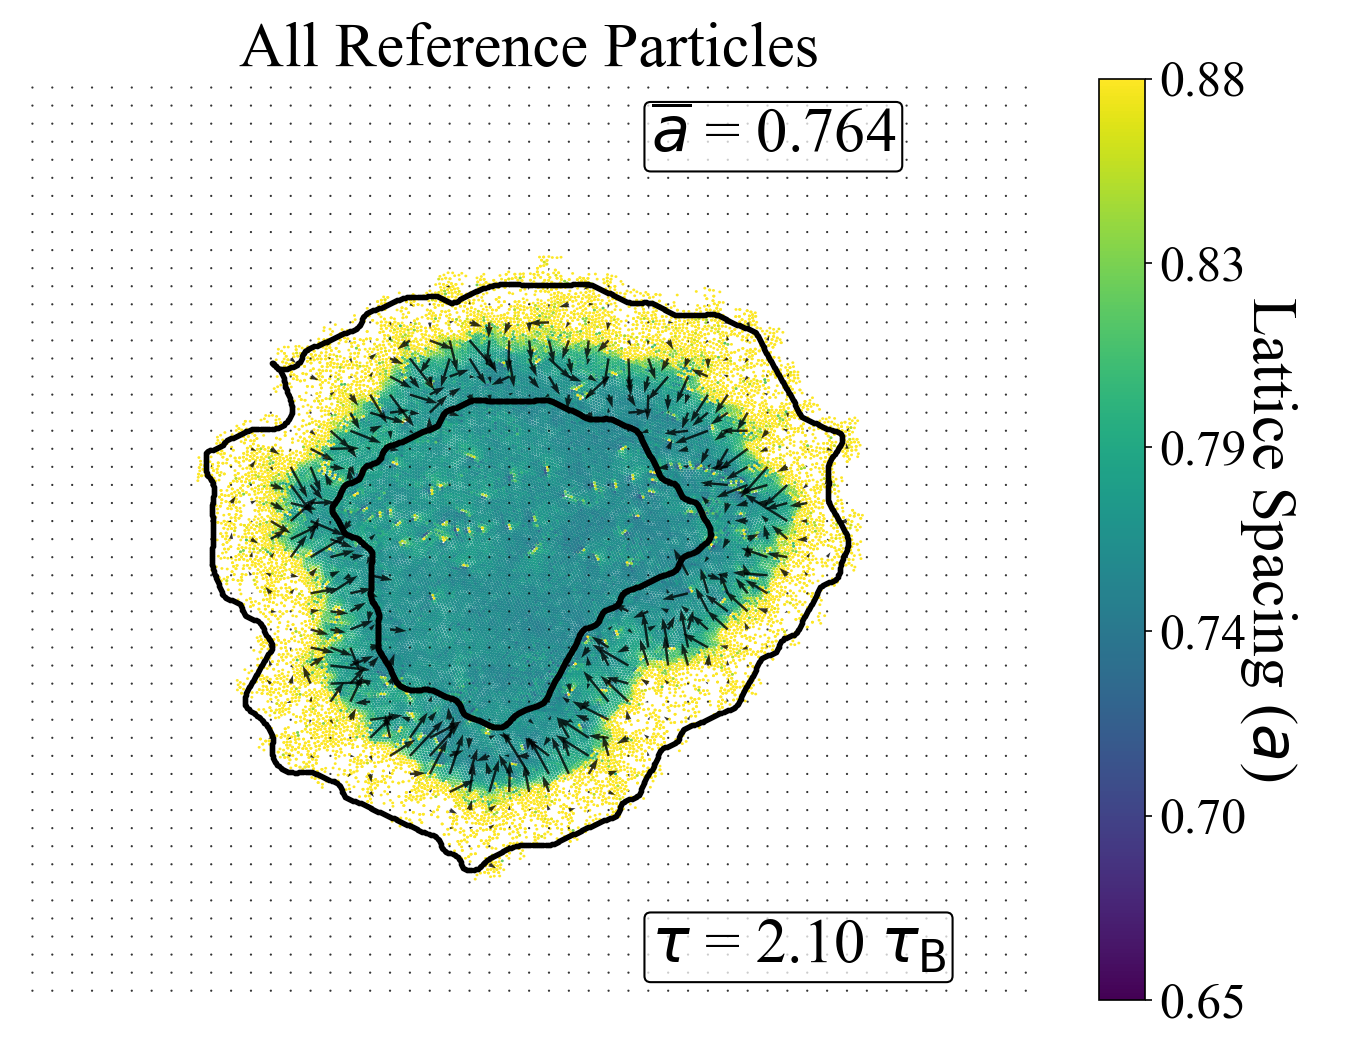 All Reference Particles
a̅ = 0.764
τ = 2.10 τ_B
0.88
0.83
0.79
0.74
0.70
0.65
Lattice Spacing (a)